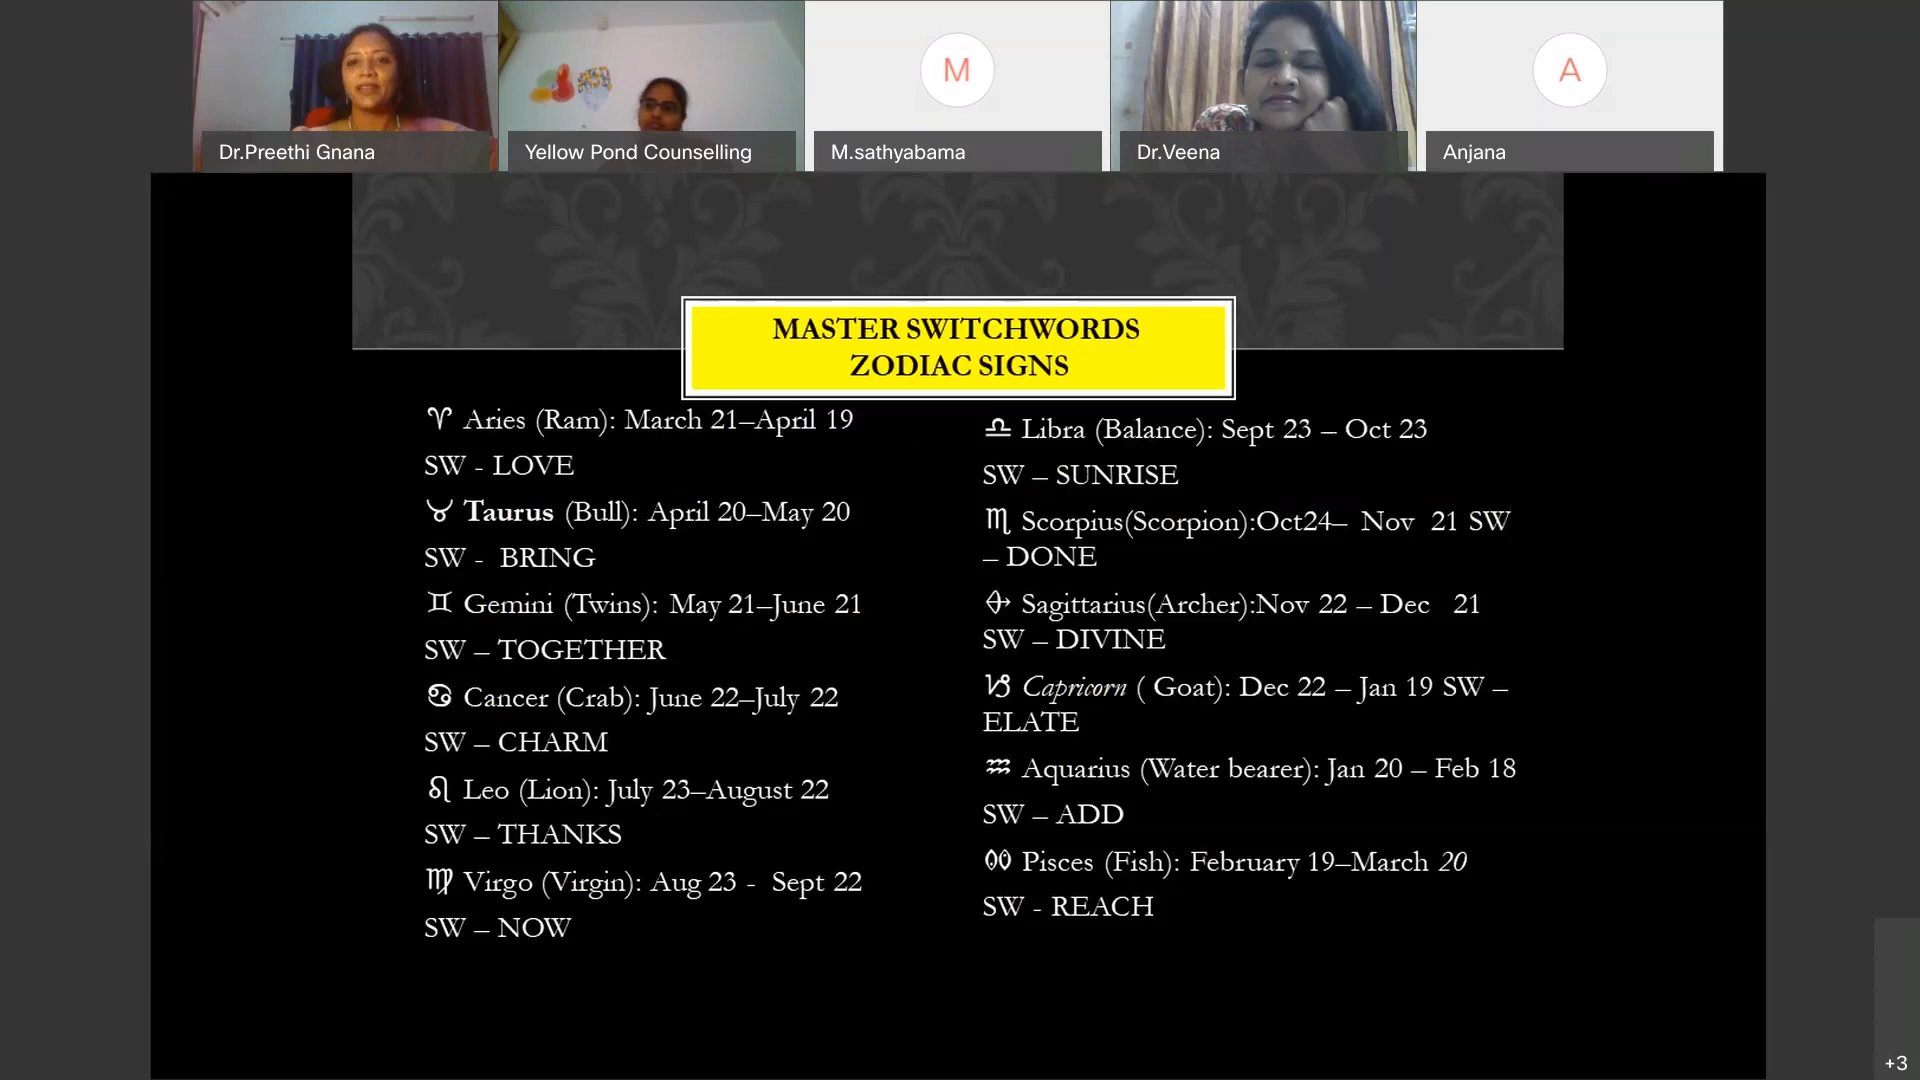 M
A
Dr.Preethi Gnana
Yellow Pond Counselling
M.sathyabama
Dr.Veena
Anjana
MASTER SWITCHWORDS
ZODIAC SIGNS
♈ Aries (Ram): March 21–April 19
SW - LOVE
♉ Taurus (Bull): April 20–May 20
SW - BRING
♊ Gemini (Twins): May 21–June 21
SW – TOGETHER
♋ Cancer (Crab): June 22–July 22
SW – CHARM
♌ Leo (Lion): July 23–August 22
SW – THANKS
♍ Virgo (Virgin): Aug 23 - Sept 22
SW – NOW
♎ Libra (Balance): Sept 23 – Oct 23
SW – SUNRISE
♏ Scorpius(Scorpion):Oct24– Nov 21 SW
– DONE
♐ Sagittarius(Archer):Nov 22 – Dec 21
SW – DIVINE
♑ Capricorn ( Goat): Dec 22 – Jan 19 SW –
ELATE
♒ Aquarius (Water bearer): Jan 20 – Feb 18
SW – ADD
♓ Pisces (Fish): February 19–March 20
SW - REACH
+3